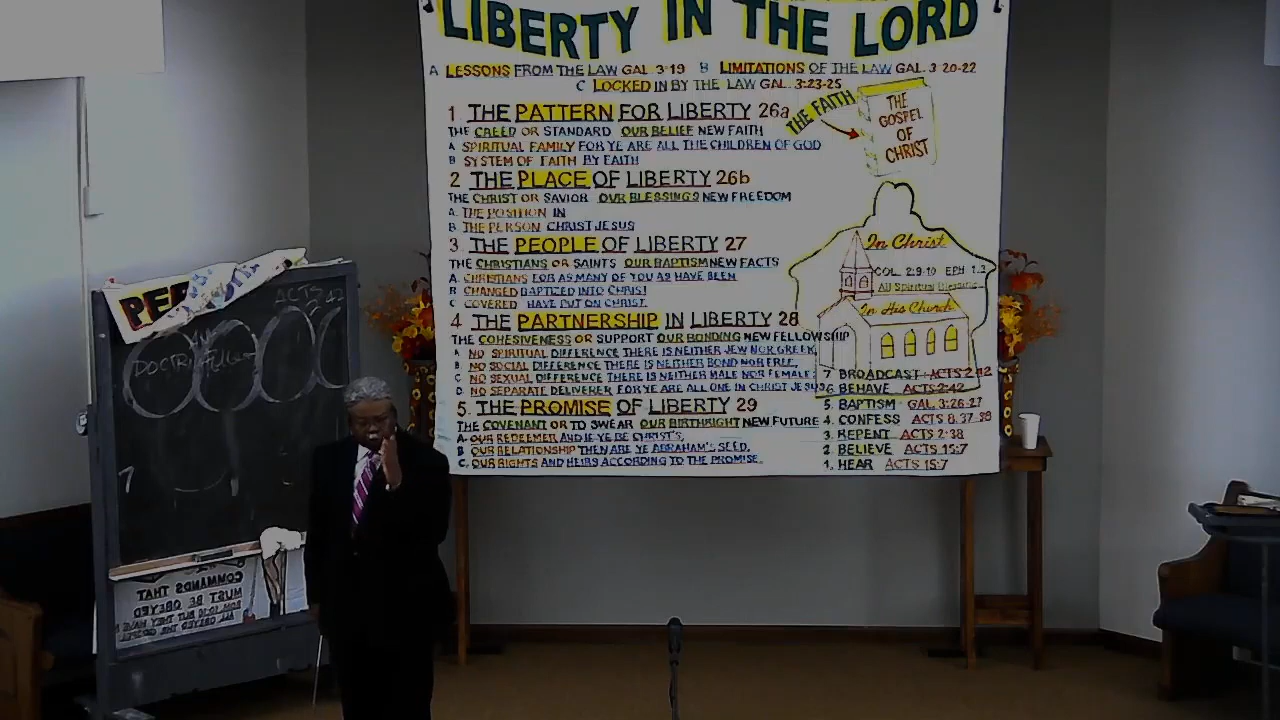 LIBERTY IN THE LORD
A LESSONS FROM THE LAW GAL 3-19 B LIMITATIONS OF THE LAW GAL. 3 20-22
C LOCKED IN BY THE LAW GAL. 3:23-25
1 THE PATTERN FOR LIBERTY 26a
THE CREED OR STANDARD OUR BELIEF NEW FAITH
A SPIRITUAL FAMILY FOR YE ARE ALL THE CHILDREN OF GOD
B SYSTEM OF FAITH BY FAITH
THE FAITH
THE
GOSPEL
OF
CHRIST
2 THE PLACE OF LIBERTY 26b
THE CHRIST OR SAVIOR OUR BLESSINGS NEW FREEDOM
A. THE POSITION IN
B THE PERSON CHRIST JESUS
3 THE PEOPLE OF LIBERTY 27
THE CHRISTIANS OR SAINTS OUR BAPTISM NEW FACTS
A. CHRISTIANS FOR AS MANY OF YOU AS HAVE BEEN
B CHANGED BAPTIZED INTO CHRIST
C COVERED HAVE PUT ON CHRIST
4 THE PARTNERSHIP IN LIBERTY 28
THE COHESIVENESS OR SUPPORT OUR BONDING NEW FELLOWSHIP
A. NO SPIRITUAL DIFFERENCE THERE IS NEITHER JEW NOR GREEK
B. NO SOCIAL DIFFERENCE THERE IS NEITHER BOND NOR FREE,
C NO SEXUAL DIFFERENCE THERE IS NEITHER MALE NOR FEMALE
D. NO SEPARATE DELIVERER FOR YE ARE ALL ONE IN CHRIST JESUS
5. THE PROMISE OF LIBERTY 29
THE COVENANT OR TO SWEAR OUR BIRTHRIGHT NEW FUTURE
A. OUR REDEEMER AND IF YE BE CHRIST'S,
B. OUR RELATIONSHIP THEN ARE YE ABRAHAM'S SEED,
C. OUR RIGHTS AND HEIRS ACCORDING TO THE PROMISE
In Christ
COL. 2:9-10 EPH 1:3
All Spiritual Blessings
In His Church
7 BROADCAST: ACTS 2:42
6 BEHAVE ACTS 2:42
5. BAPTISM GAL. 3:26-27
4. CONFESS ACTS 8.37-38
3. REPENT ACTS 2:38
2. BELIEVE ACTS 15:7
1. HEAR ACTS 15:7
ACTS
2:42
DOCTRI
COMMANDS THAT
MUST BE OBEYED
ALL OBEYED THE GOSPEL